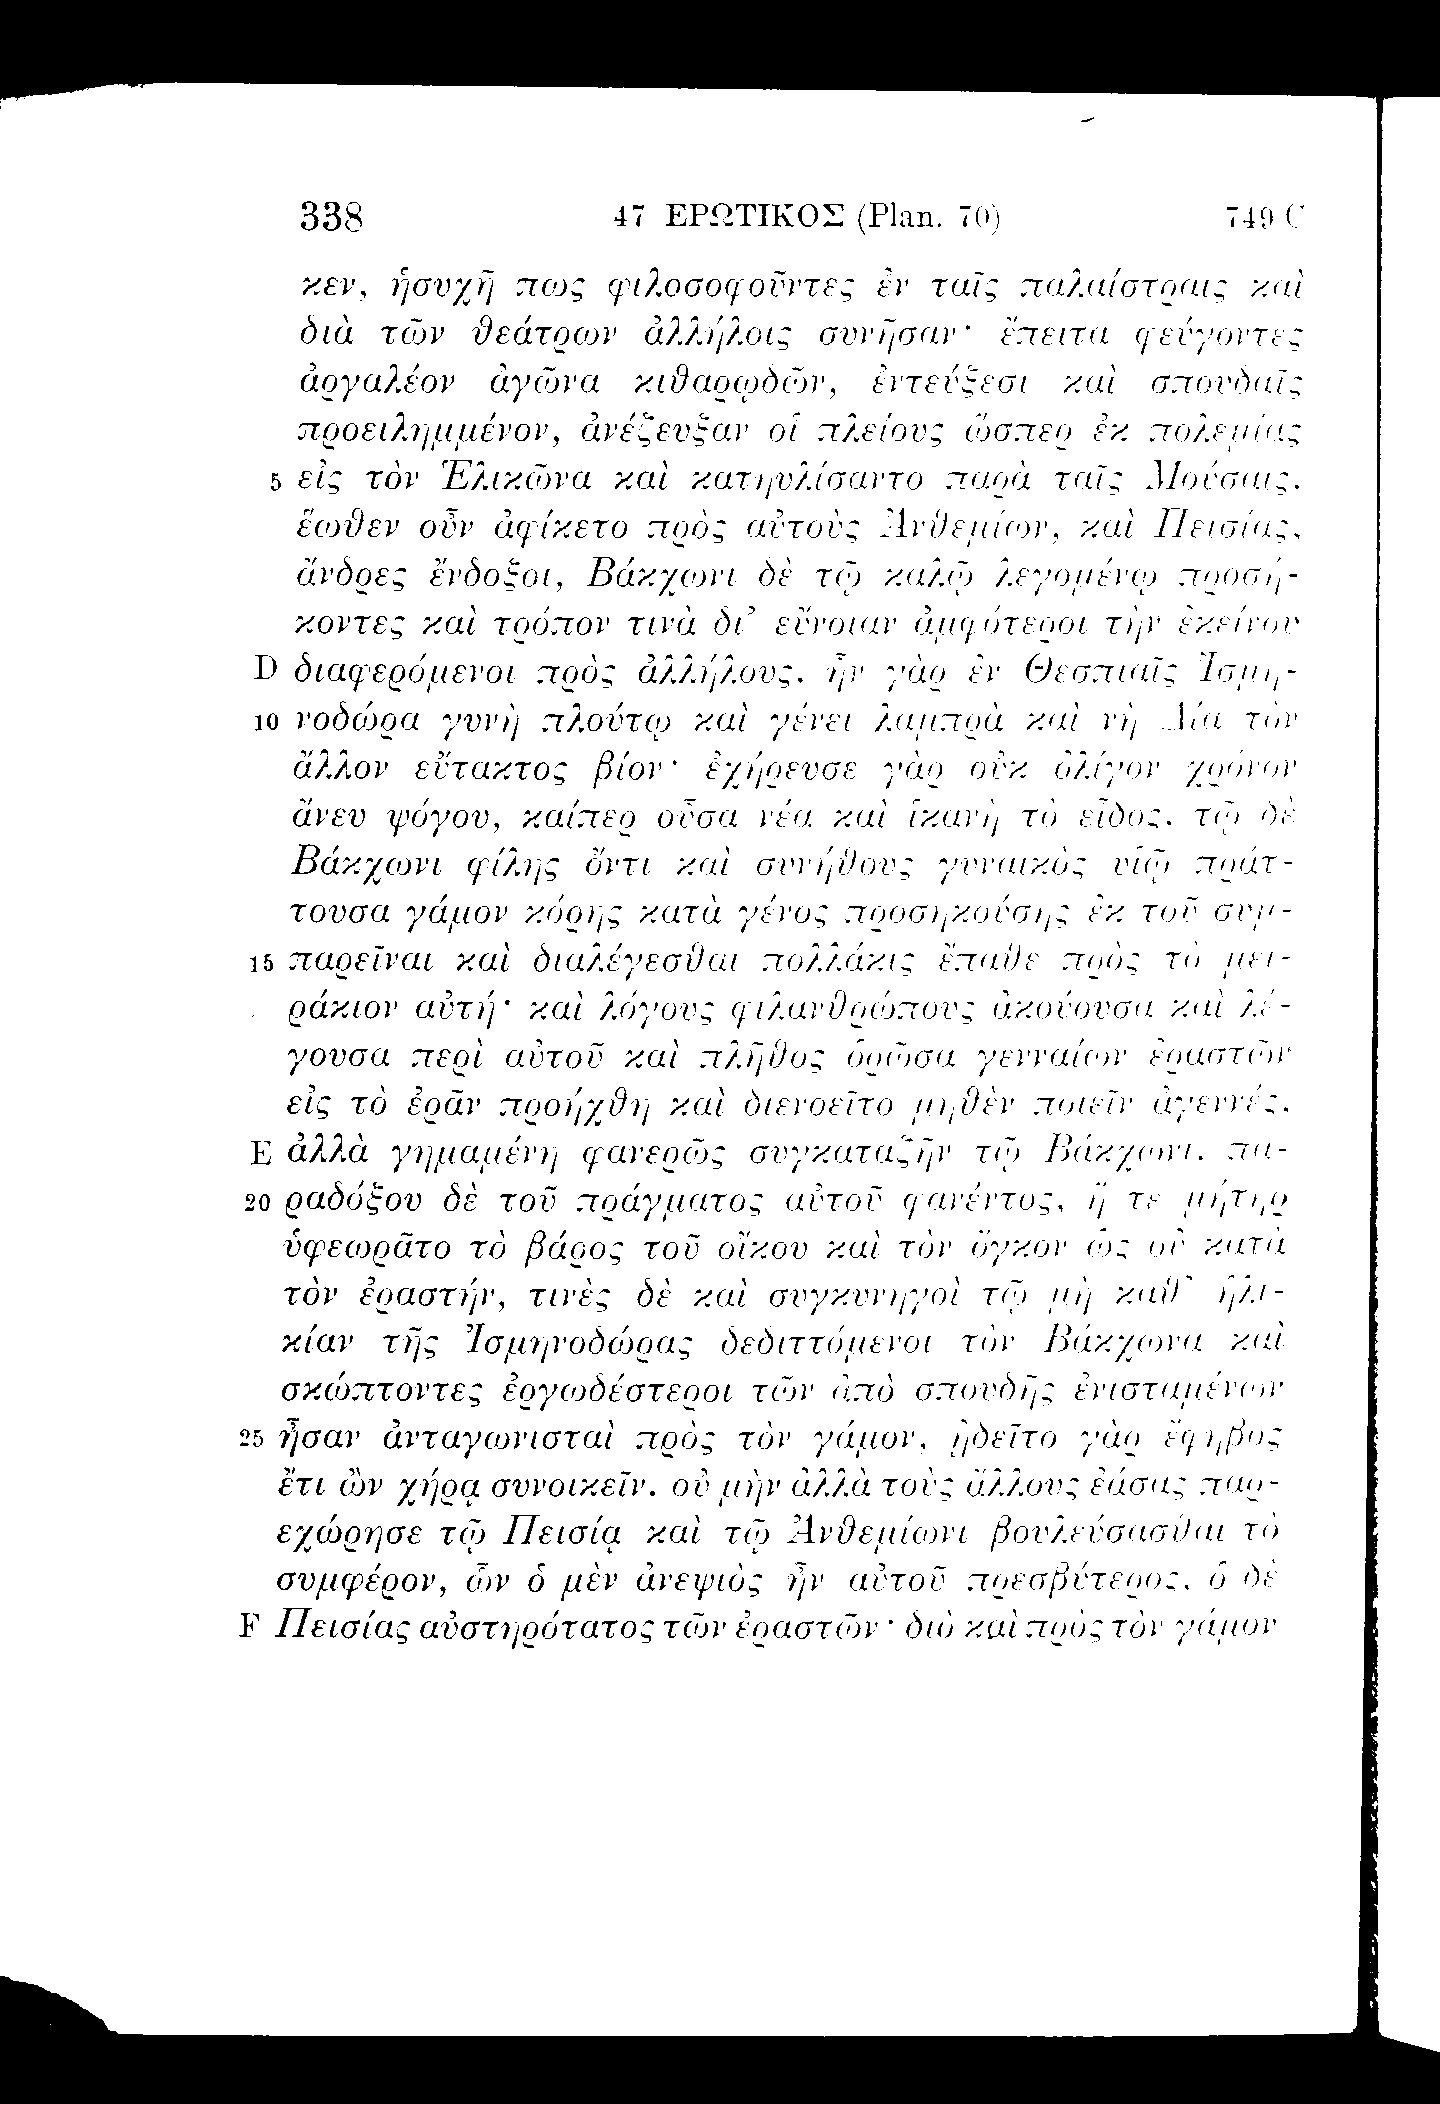 338 47 ΕΡΩΤΙΚΟΣ (Plan. 70) 749 C
κεν, ἡσυχῆ πως φιλοσοφοῦντες ἐν ταῖς παλαίστραις καὶ
διὰ τῶν θεάτρων ἀλλήλοις συνῆσαν· ἔπειτα φεύγοντες
ἀργαλέον ἀγῶνα κιθαρῳδῶν, ἐντεύξεσι καὶ σπουδαῖς
προειλημμένον, ἀνέζευξαν οἱ πλείους ὥσπερ ἐκ πολεμίας
5 εἰς τὸν Ἑλικῶνα καὶ κατηυλίσαντο παρὰ ταῖς Μούσαις.
ἕωθεν οὖν ἀφίκετο πρὸς αὐτοὺς Ἀνθεμίων, καὶ Πεισίας,
ἄνδρες ἔνδοξοι, Βάκχωνι δὲ τῷ καλῷ λεγομένῳ προσή-
κοντες καὶ τρόπον τινὰ δι’ εὔνοιαν ἀμφότεροι τὴν ἐκείνου
D διαφερόμενοι πρὸς ἀλλήλους. ἦν γὰρ ἐν Θεσπιαῖς Ἰσμη-
10 νοδώρα γυνὴ πλούτῳ καὶ γένει λαμπρὰ καὶ νὴ Δία τὸν
ἄλλον εὔτακτος βίον· ἐχήρευσε γὰρ οὐκ ὀλίγον χρόνον
ἄνευ ψόγου, καίπερ οὖσα νέα καὶ ἱκανὴ τὸ εἶδος. τῷ δὲ
Βάκχωνι φίλης ὄντι καὶ συνήθους γυναικὸς υἱῷ πράτ-
τουσα γάμον κόρης κατὰ γένος προσηκούσης ἐκ τοῦ συμ-
15 παρεῖναι καὶ διαλέγεσθαι πολλάκις ἔπαθε πρὸς τὸ μει-
ράκιον αὐτή· καὶ λόγους φιλανθρώπους ἀκούουσα καὶ λέ-
γουσα περὶ αὐτοῦ καὶ πλῆθος ὁρῶσα γενναίων ἐραστῶν
εἰς τὸ ἐρᾶν προήχθη καὶ διενοεῖτο μηθὲν ποιεῖν ἀγεννές,
E ἀλλὰ γημαμένη φανερῶς συγκαταζῆν τῷ Βάκχωνι. πα-
20 ραδόξου δὲ τοῦ πράγματος αὐτοῦ φανέντος, ἥ τε μήτηρ
ὑφεωρᾶτο τὸ βάρος τοῦ οἴκου καὶ τὸν ὄγκον ὡς οὐ κατὰ
τὸν ἐραστήν, τινὲς δὲ καὶ συγκυνηγοὶ τῷ μὴ καθ’ ἡλι-
κίαν τῆς Ἰσμηνοδώρας δεδιττόμενοι τὸν Βάκχωνα καὶ
σκώπτοντες ἐργωδέστεροι τῶν ἀπὸ σπουδῆς ἐνισταμένων
25 ἦσαν ἀνταγωνισταὶ πρὸς τὸν γάμον. ᾐδεῖτο γὰρ ἔφηβος
ἔτι ὢν χήρᾳ συνοικεῖν. οὐ μὴν ἀλλὰ τοὺς ἄλλους ἐάσας παρ-
εχώρησε τῷ Πεισίᾳ καὶ τῷ Ἀνθεμίωνι βουλεύσασθαι τὸ
συμφέρον, ὧν ὁ μὲν ἀνεψιὸς ἦν αὐτοῦ πρεσβύτερος, ὁ δὲ
F Πεισίας αὐστηρότατος τῶν ἐραστῶν· διὸ καὶ πρὸς τὸν γάμον